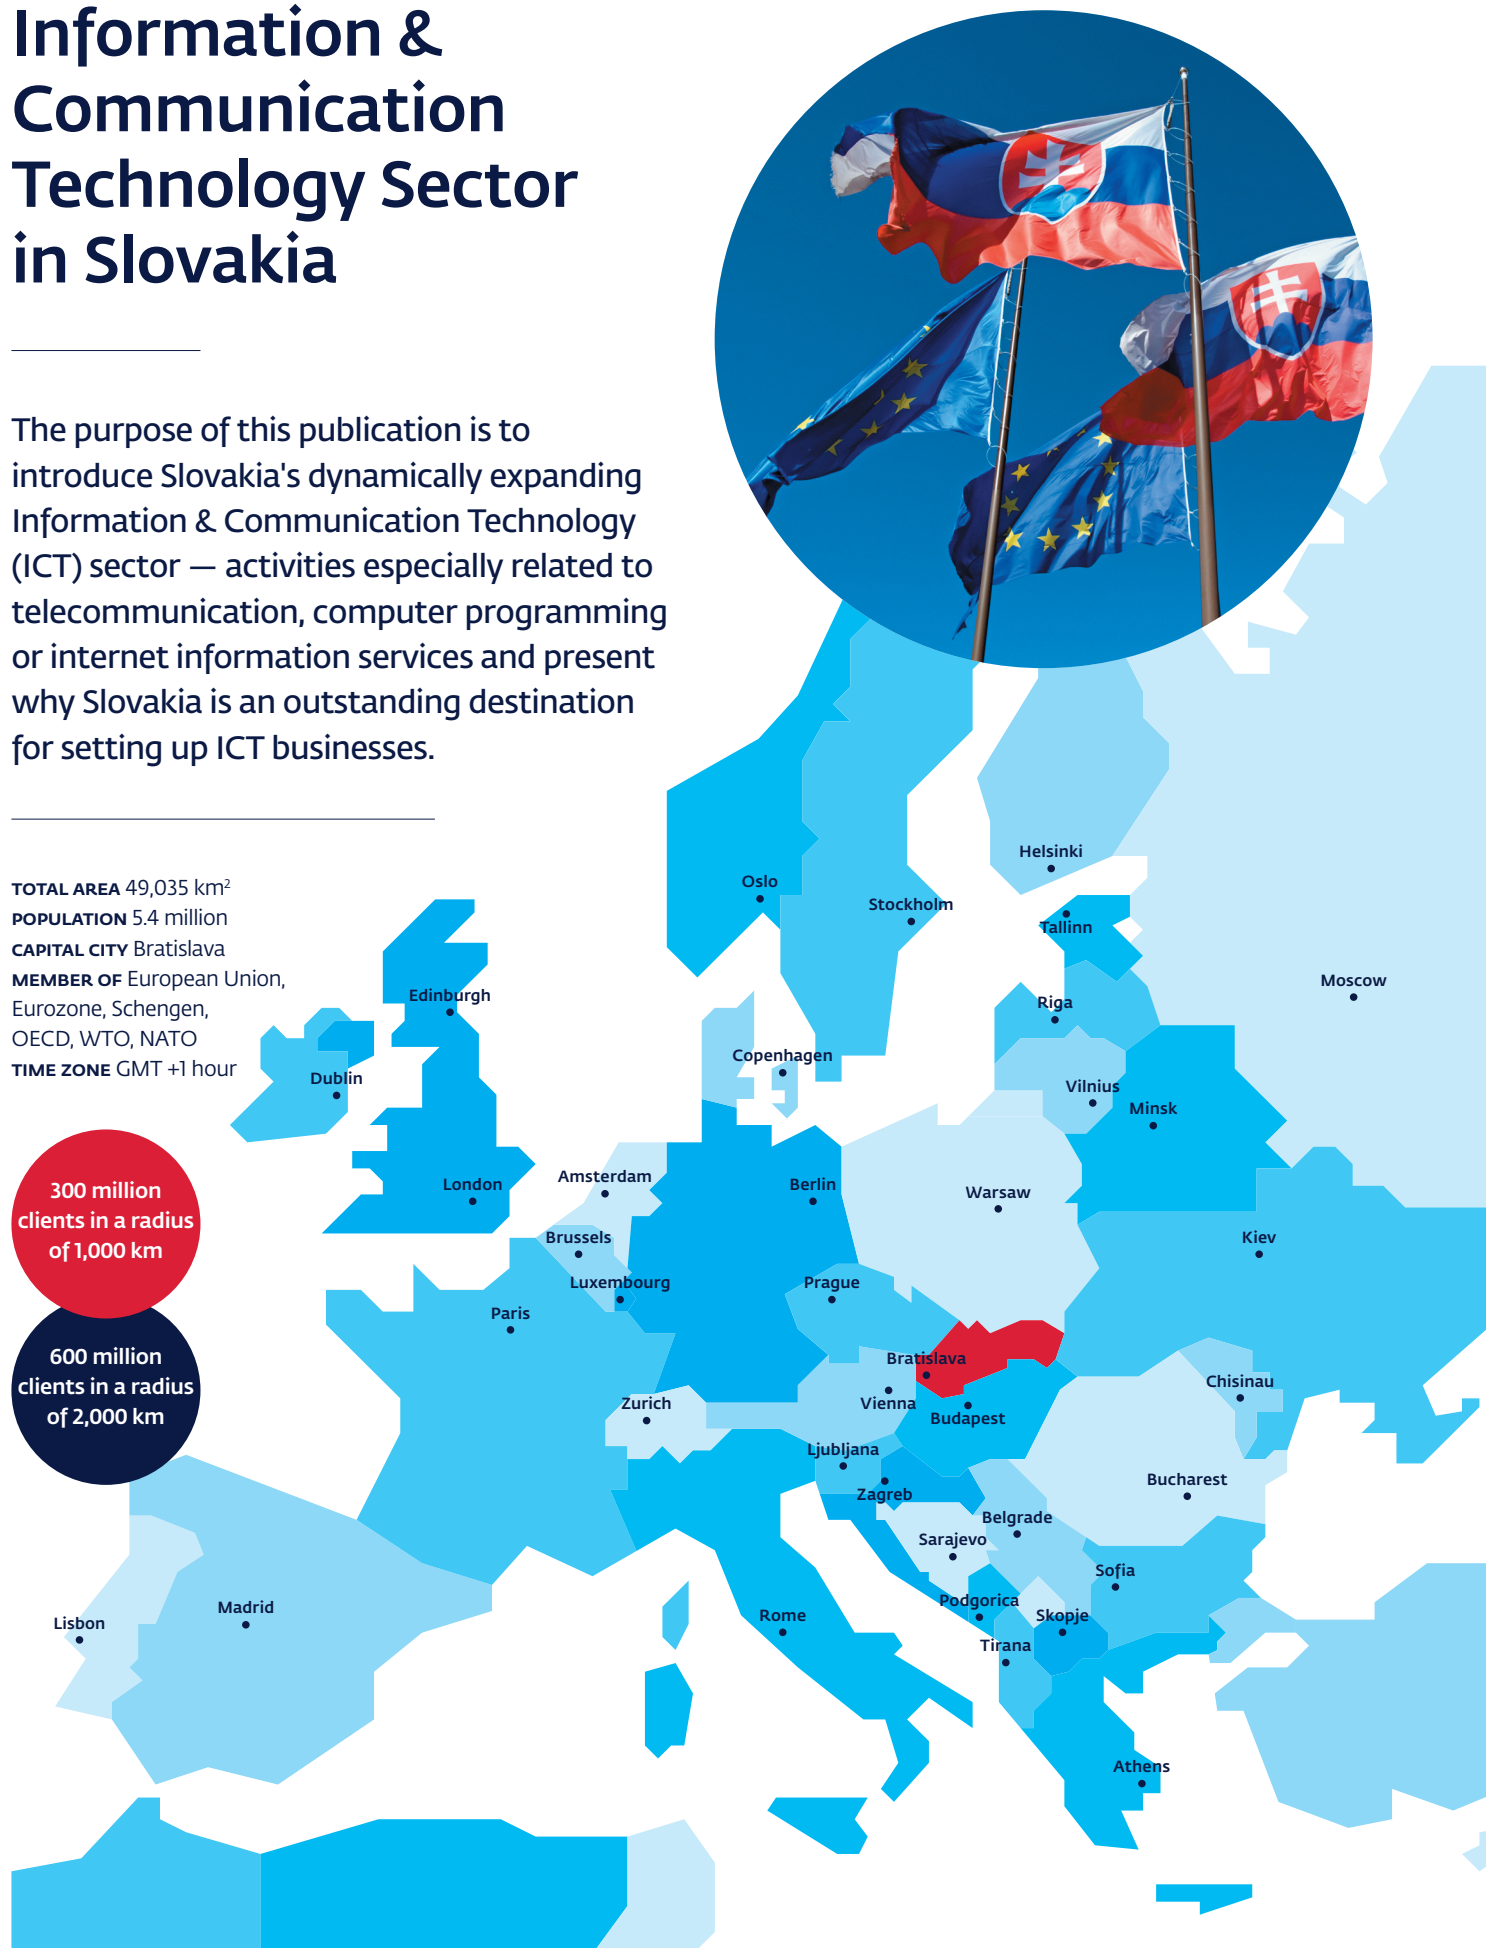 Information &
Communication
Technology Sector
in Slovakia
The purpose of this publication is to
introduce Slovakia's dynamically expanding
Information & Communication Technology
(ICT) sector — activities especially related to
telecommunication, computer programming
or internet information services and present
why Slovakia is an outstanding destination
for setting up ICT businesses.
TOTAL AREA 49,035 km²
POPULATION 5.4 million
CAPITAL CITY Bratislava
MEMBER OF European Union,
Eurozone, Schengen,
OECD, WTO, NATO
TIME ZONE GMT +1 hour
300 million
clients in a radius
of 1,000 km
600 million
clients in a radius
of 2,000 km
Helsinki
Oslo
Stockholm
Tallinn
Moscow
Edinburgh
Riga
Copenhagen
Dublin
Vilnius
Minsk
Amsterdam
London
Berlin
Warsaw
Brussels
Kiev
Luxembourg
Prague
Paris
Bratislava
Chisinau
Zurich
Vienna
Budapest
Ljubljana
Bucharest
Zagreb
Belgrade
Sarajevo
Sofia
Podgorica
Madrid
Rome
Skopje
Lisbon
Tirana
Athens